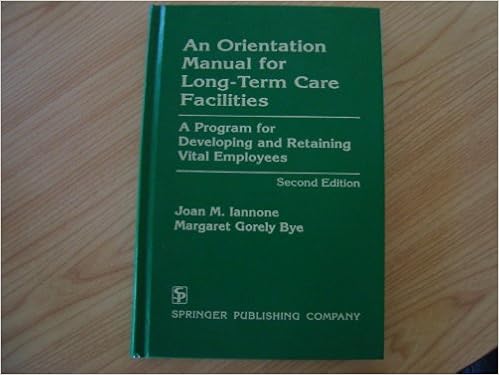 An Orientation
Manual for
Long-Term Care
Facilities
A Program for
Developing and Retaining
Vital Employees
Second Edition
Joan M. Iannone
Margaret Gorely Bye
SP
SPRINGER PUBLISHING COMPANY